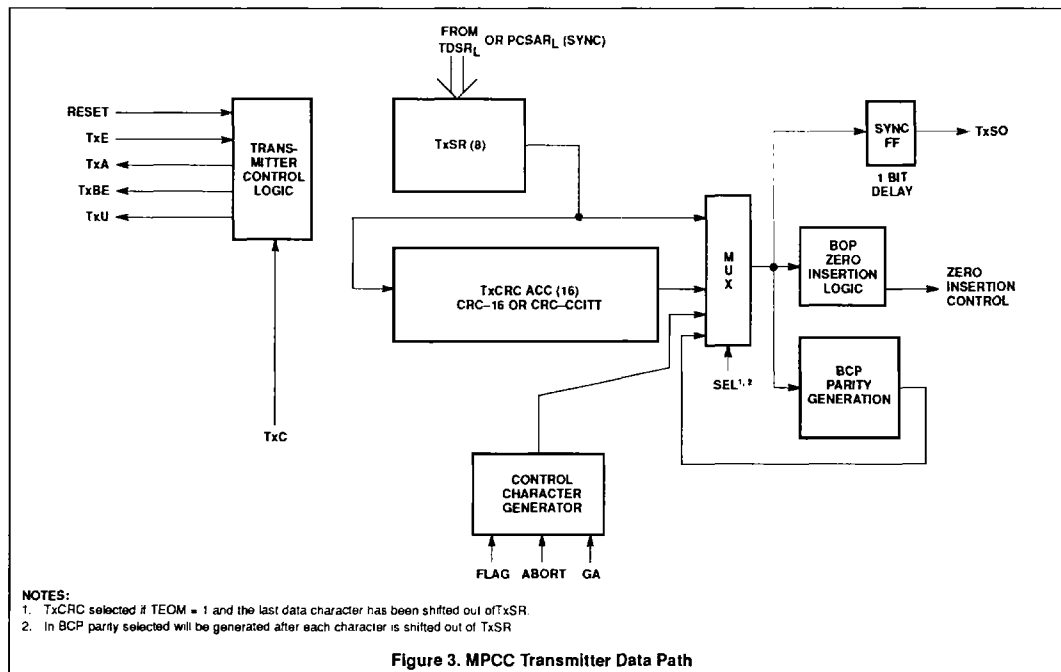 FROM
TDSRL OR PCSARL (SYNC)
RESET
TxE
TxA
TxBE
TxU
TRANS-
MITTER
CONTROL
LOGIC
TxC
TxSR (8)
TxCRC ACC (16)
CRC–16 OR CRC–CCITT
M
U
X
SEL1, 2
SYNC
FF
1 BIT
DELAY
TxSO
BOP
ZERO
INSERTION
LOGIC
ZERO
INSERTION
CONTROL
BCP
PARITY
GENERATION
CONTROL
CHARACTER
GENERATOR
FLAG ABORT GA
NOTES:
1. TxCRC selected if TEOM = 1 and the last data character has been shifted out ofTxSR.
2. In BCP parity selected will be generated after each character is shifted out of TxSR
Figure 3. MPCC Transmitter Data Path